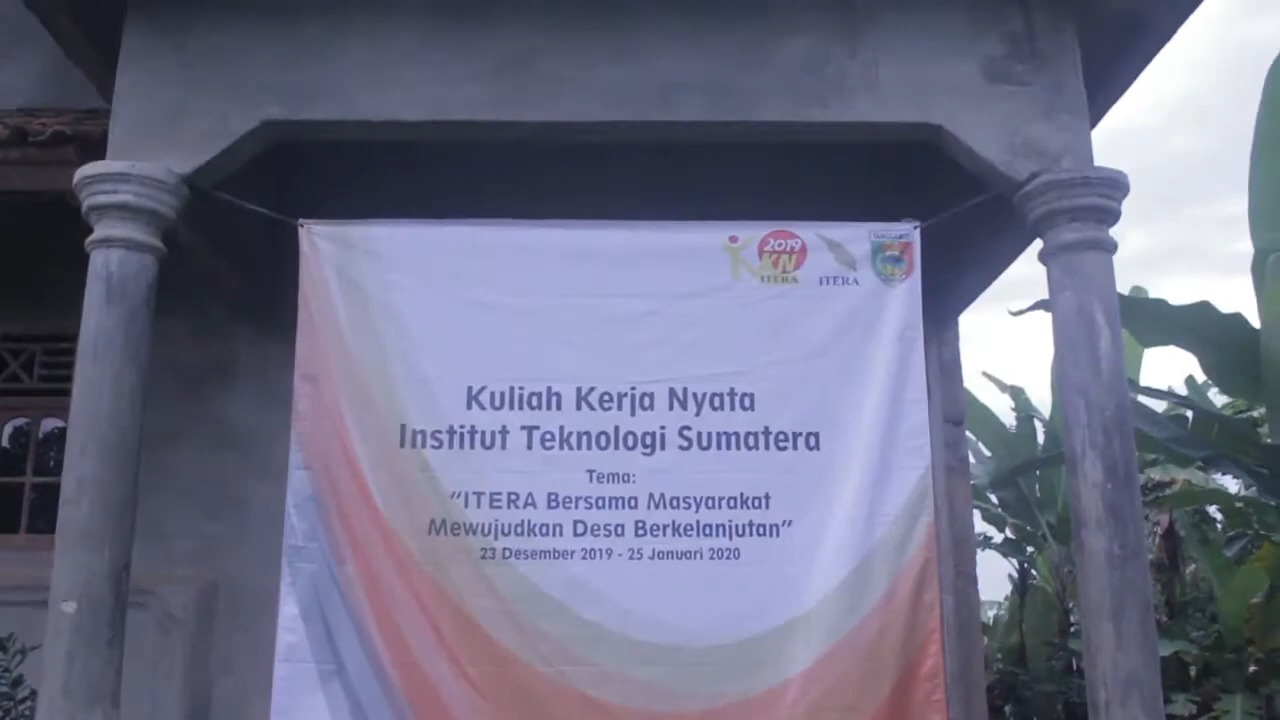 2019
KN
ITERA
ITERA
Kuliah Kerja Nyata
Institut Teknologi Sumatera
Tema:
“ITERA Bersama Masyarakat
Mewujudkan Desa Berkelanjutan”
23 Desember 2019 - 25 Januari 2020